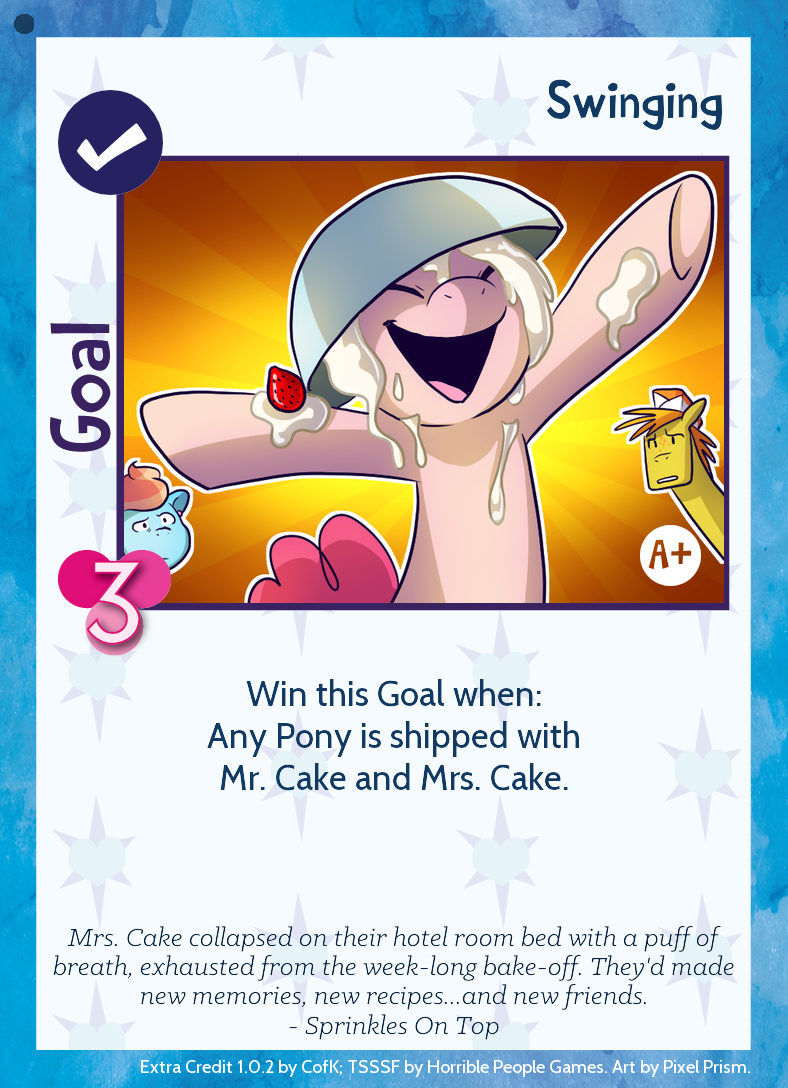 Swinging
Goal
A+
3
Win this Goal when:
Any Pony is shipped with
Mr. Cake and Mrs. Cake.
Mrs. Cake collapsed on their hotel room bed with a puff of
breath, exhausted from the week-long bake-off. They'd made
new memories, new recipes...and new friends.
- Sprinkles On Top
Extra Credit 1.0.2 by CofK; TSSSF by Horrible People Games. Art by Pixel Prism.